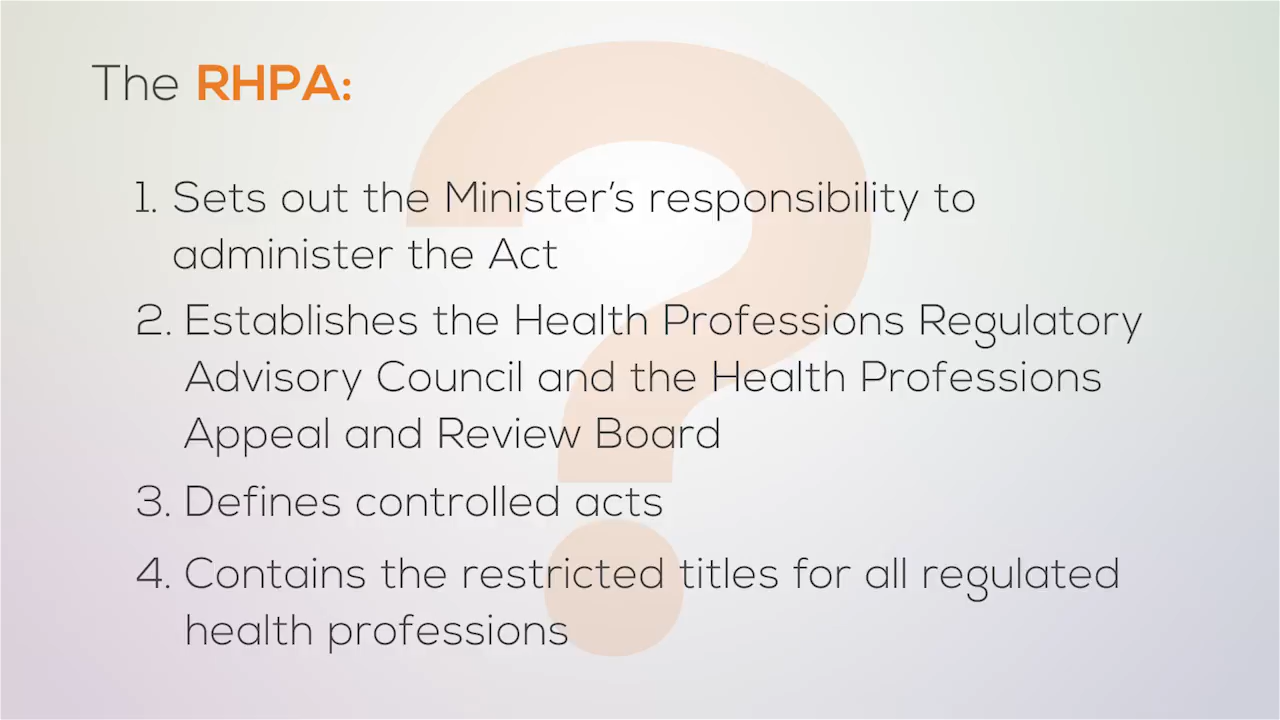 The RHPA:
1. Sets out the Minister’s responsibility to
administer the Act
2. Establishes the Health Professions Regulatory
Advisory Council and the Health Professions
Appeal and Review Board
3. Defines controlled acts
4. Contains the restricted titles for all regulated
health professions